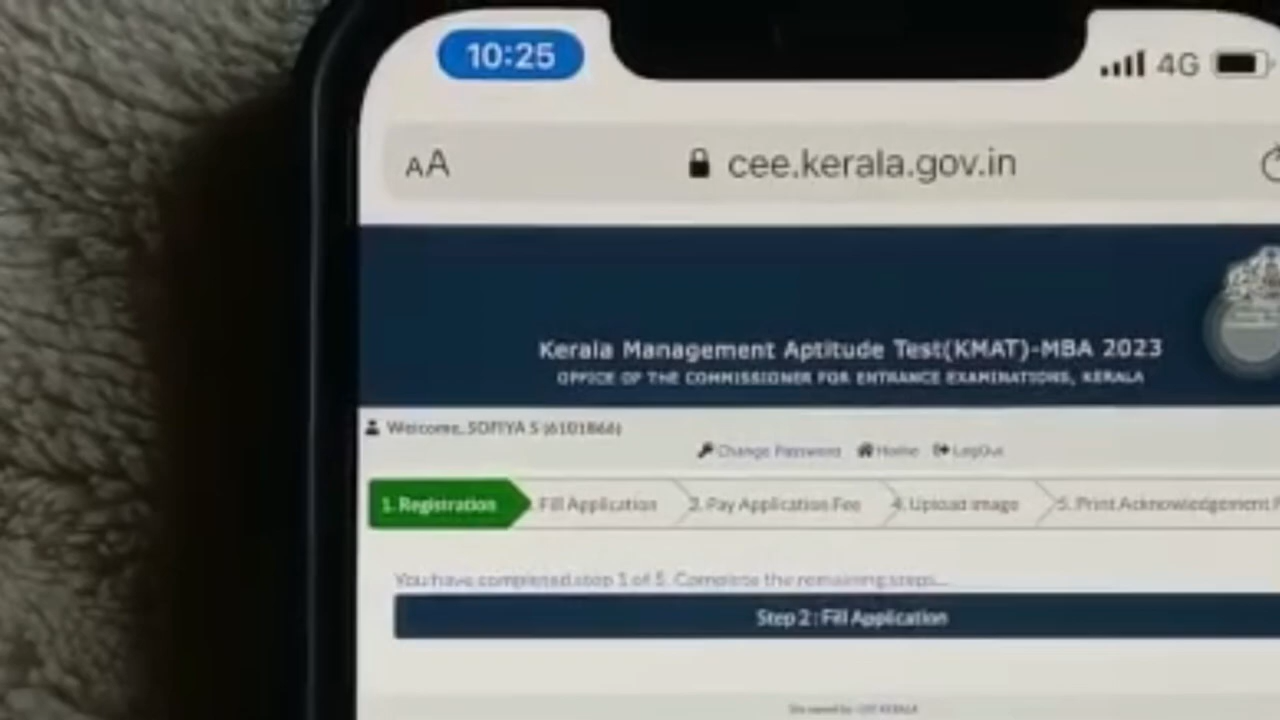 10:25
4G
AA
cee.kerala.gov.in
Kerala Management Aptitude Test(KMAT)-MBA 2023
OFFICE OF THE COMMISSIONER FOR ENTRANCE EXAMINATIONS, KERALA
Welcome, SOFIYA S (6101866)
Change Password Home LogOut
1. Registration Fill Application 3. Pay Application Fee 4. Upload image 5. Print Acknowledgement
You have completed step 1 of 5. Complete the remaining steps...
Step 2 : Fill Application
CEE KERALA